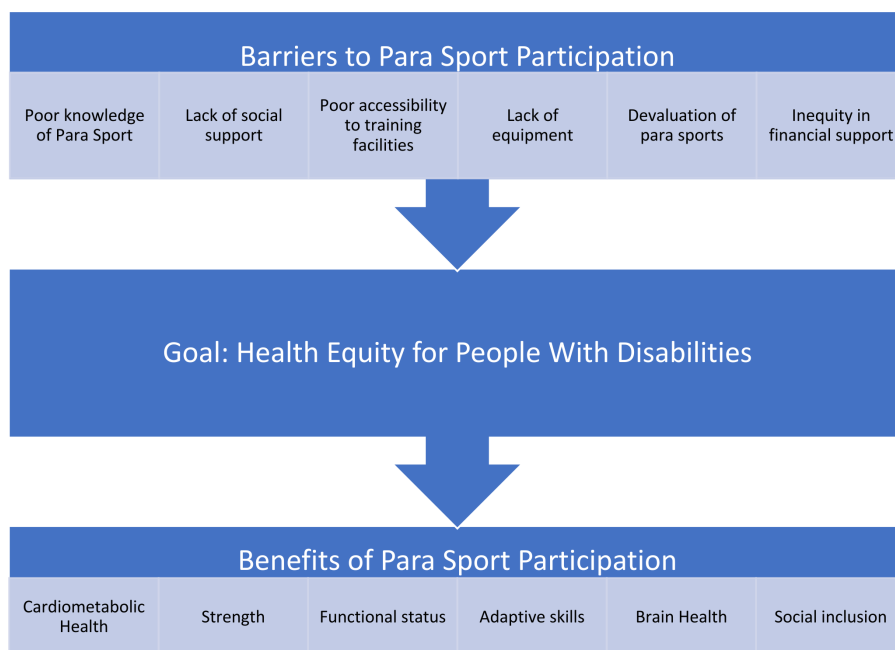 Barriers to Para Sport Participation
Poor knowledge
of Para Sport
Lack of social
support
Poor accessibility
to training
facilities
Lack of
equipment
Devaluation of
para sports
Inequity in
financial support
Goal: Health Equity for People With Disabilities
Benefits of Para Sport Participation
Cardiometabolic
Health
Strength
Functional status
Adaptive skills
Brain Health
Social inclusion